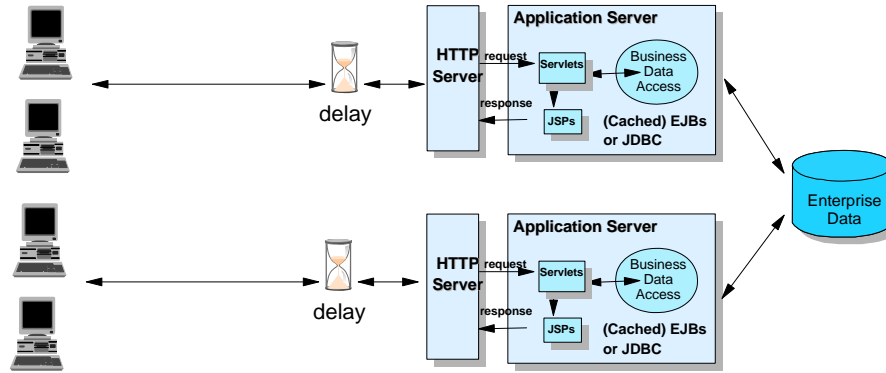 Application Server
HTTP
Server
request
Servlets
Business
Data
Access
delay
response
JSPs
(Cached) EJBs
or JDBC
Enterprise
Data
Application Server
HTTP
Server
request
Servlets
Business
Data
Access
delay
response
JSPs
(Cached) EJBs
or JDBC